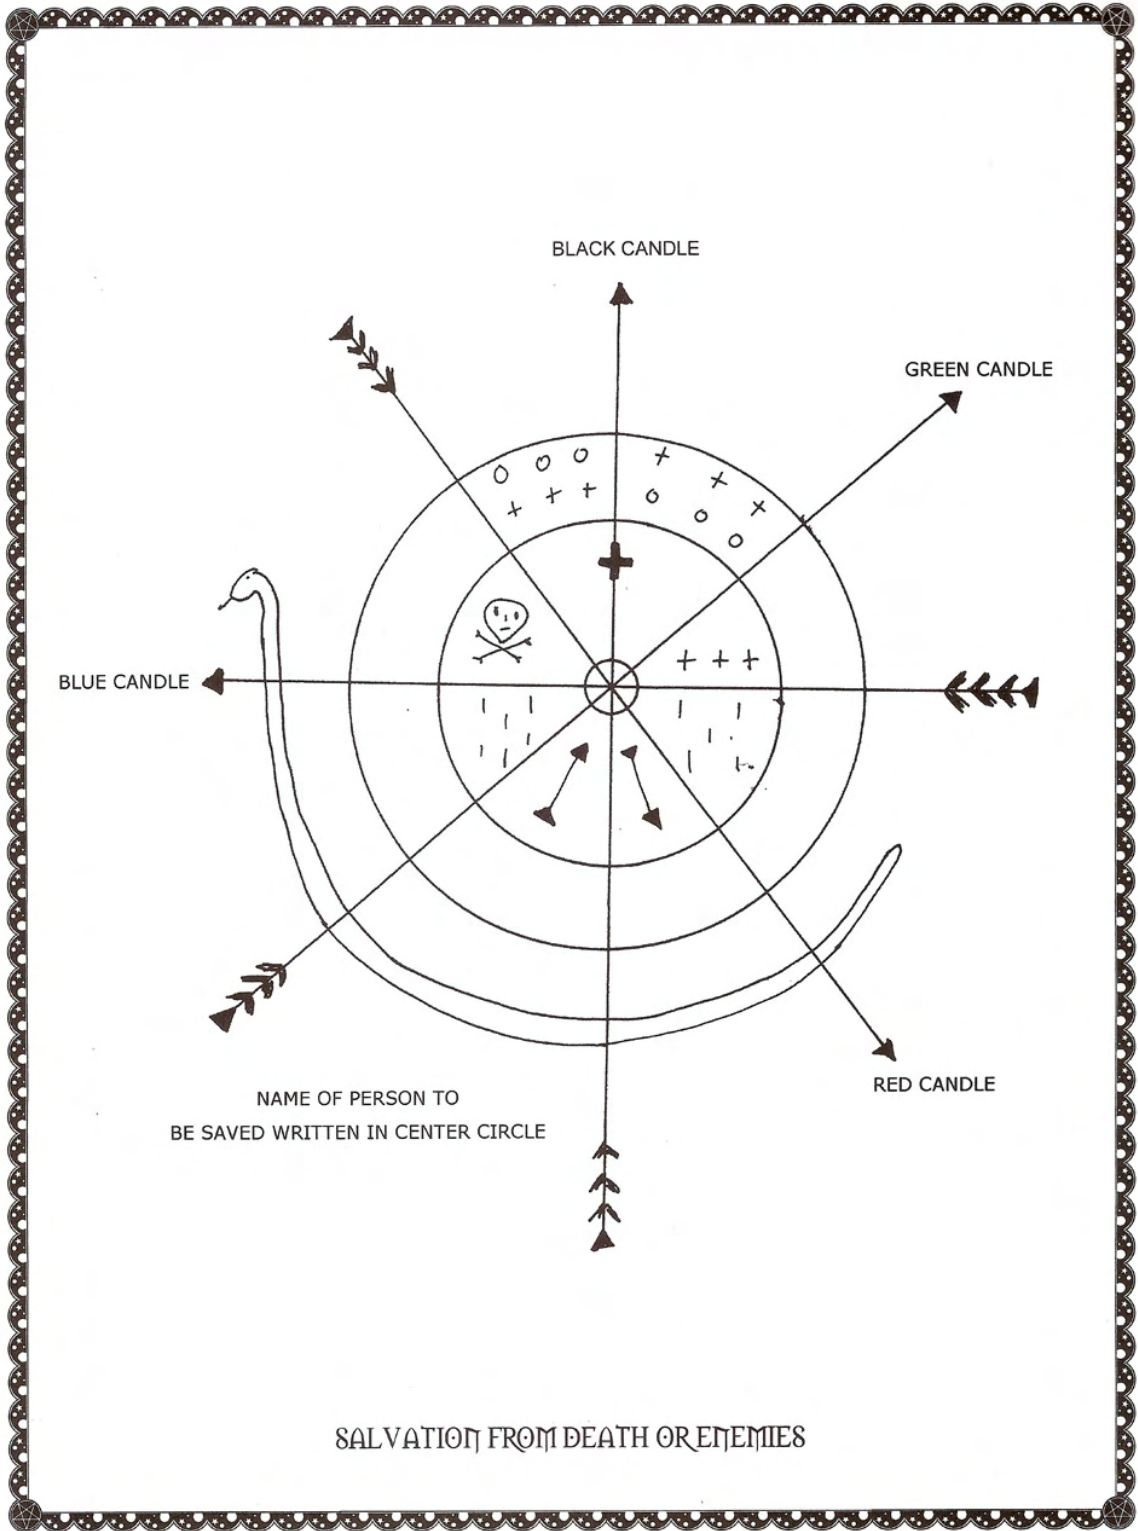 BLACK CANDLE
GREEN CANDLE
BLUE CANDLE
RED CANDLE
NAME OF PERSON TO
BE SAVED WRITTEN IN CENTER CIRCLE
SALVATION FROM DEATH OR ENEMIES